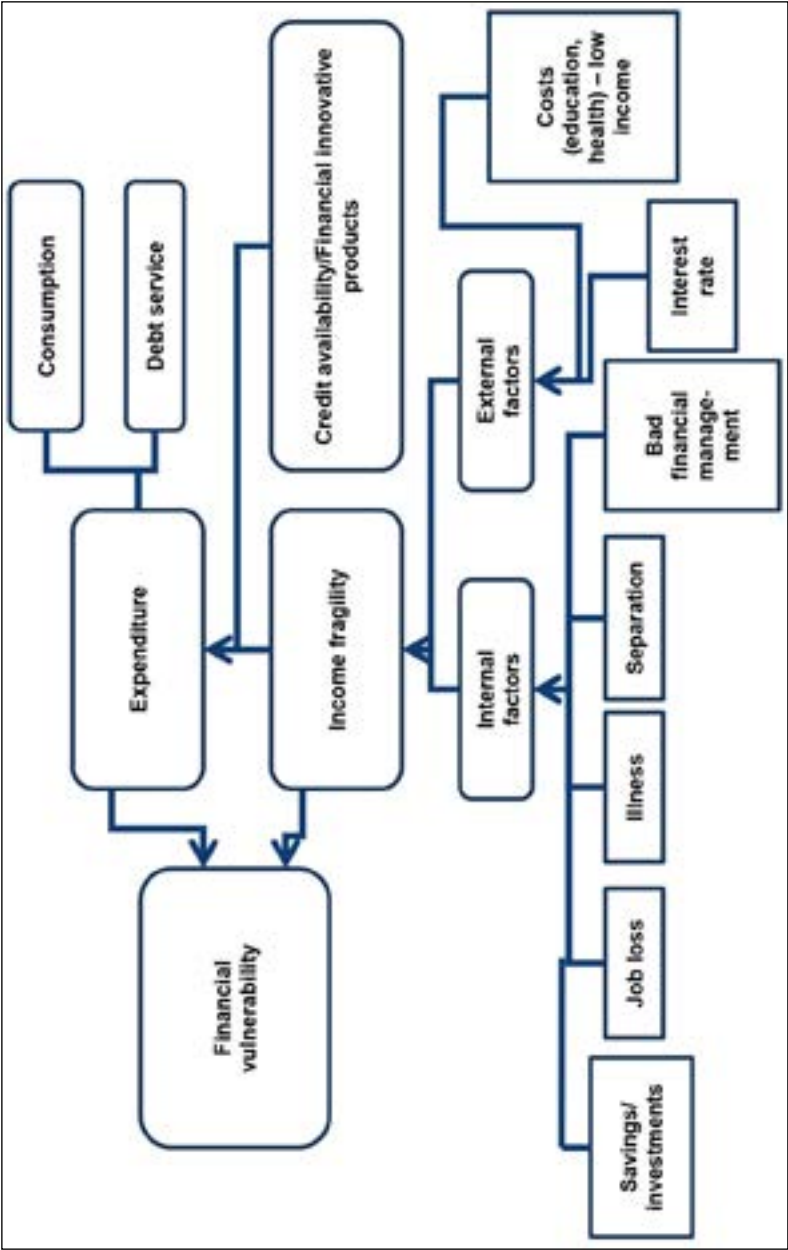 Consumption
Debt service
Expenditure
Financial
vulnerability
Credit availability/Financial innovative
products
Income fragility
External
factors
Internal
factors
Costs
(education,
health) – low
income
Interest
rate
Bad
financial
manage-
ment
Separation
Illness
Job loss
Savings/
investments